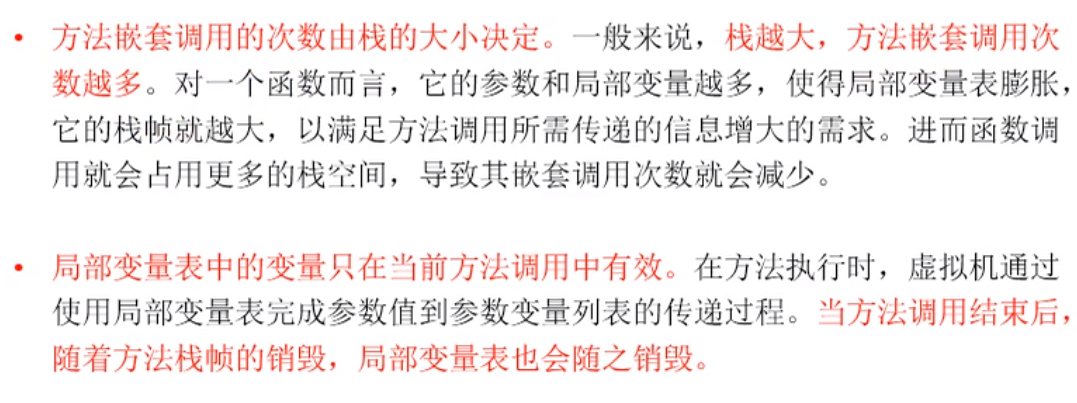 • 方法嵌套调用的次数由栈的大小决定。一般来说，栈越大，方法嵌套调用次
数越多。对一个函数而言，它的参数和局部变量越多，使得局部变量表膨胀，
它的栈帧就越大，以满足方法调用所需传递的信息增大的需求。进而函数调
用就会占用更多的栈空间，导致其嵌套调用次数就会减少。
• 局部变量表中的变量只在当前方法调用中有效。在方法执行时，虚拟机通过
使用局部变量表完成参数值到参数变量列表的传递过程。当方法调用结束后，
随着方法栈帧的销毁，局部变量表也会随之销毁。